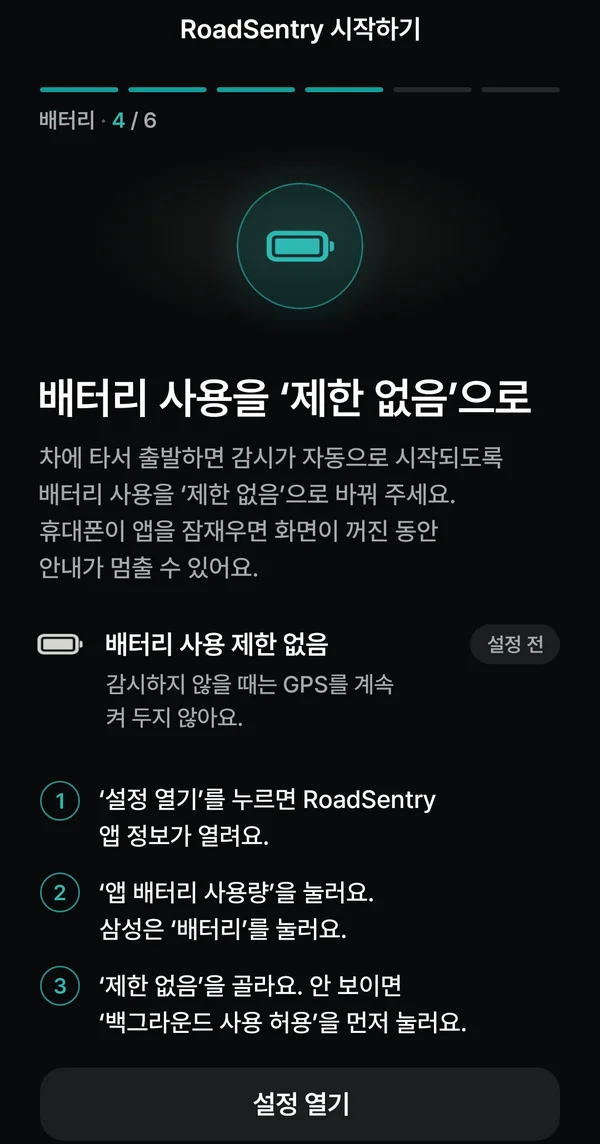 RoadSentry 시작하기
배터리 · 4 / 6
배터리 사용을 ‘제한 없음’으로
차에 타서 출발하면 감시가 자동으로 시작되도록
배터리 사용을 ‘제한 없음’으로 바꿔 주세요.
휴대폰이 앱을 잠재우면 화면이 꺼진 동안
안내가 멈출 수 있어요.
배터리 사용 제한 없음
설정 전
감시하지 않을 때는 GPS를 계속
켜 두지 않아요.
1 ‘설정 열기’를 누르면 RoadSentry
앱 정보가 열려요.
2 ‘앱 배터리 사용량’을 눌러요.
삼성은 ‘배터리’를 눌러요.
3 ‘제한 없음’을 골라요. 안 보이면
‘백그라운드 사용 허용’을 먼저 눌러요.
설정 열기